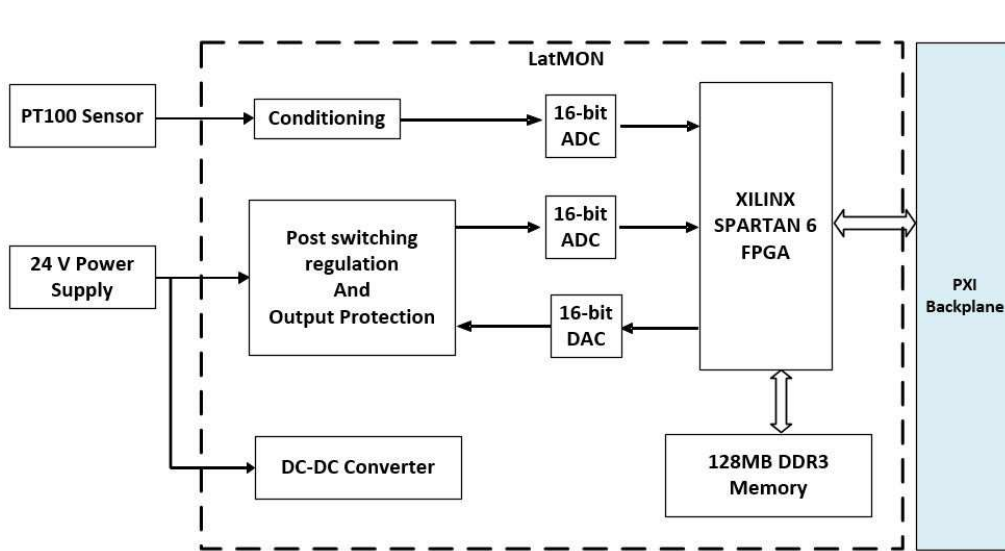 LatMON
PT100 Sensor
Conditioning
16-bit
ADC
XILINX
SPARTAN 6
FPGA
24 V Power
Supply
Post switching
regulation
And
Output Protection
16-bit
ADC
16-bit
DAC
PXI
Backplane
DC-DC Converter
128MB DDR3
Memory